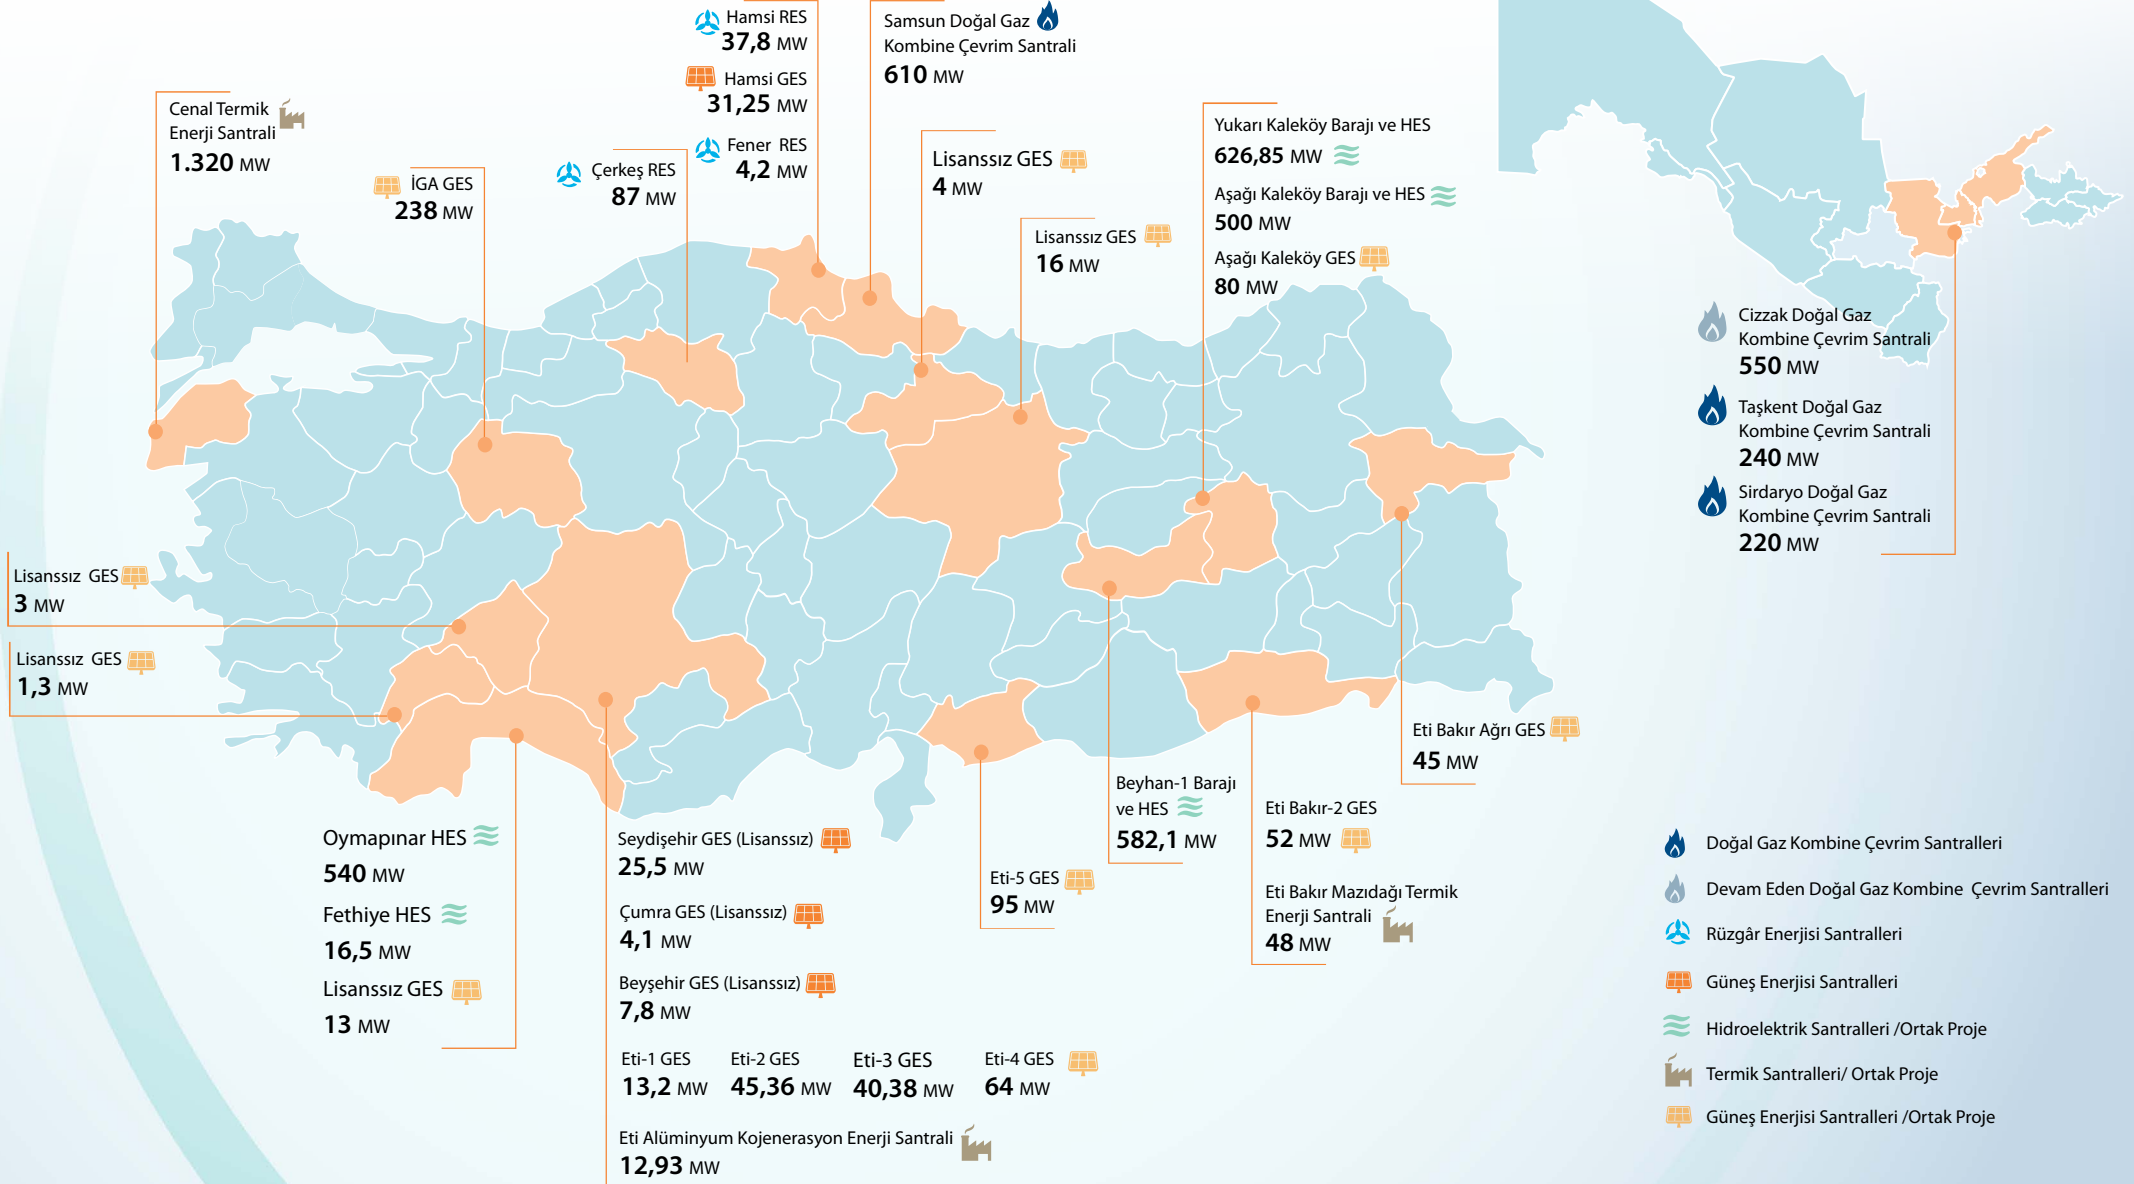 Hamsi RES
37,8 MW
Hamsi GES
31,25 MW
Fener RES
4,2 MW
Samsun Doğal Gaz
Kombine Çevrim Santrali
610 MW
Cenal Termik
Enerji Santrali
1.320 MW
İGA GES
238 MW
Çerkeş RES
87 MW
Lisanssız GES
4 MW
Lisanssız GES
16 MW
Yukarı Kaleköy Barajı ve HES
626,85 MW
Aşağı Kaleköy Barajı ve HES
500 MW
Aşağı Kaleköy GES
80 MW
Cizzak Doğal Gaz
Kombine Çevrim Santrali
550 MW
Taşkent Doğal Gaz
Kombine Çevrim Santrali
240 MW
Sirdaryo Doğal Gaz
Kombine Çevrim Santrali
220 MW
Lisanssız GES
3 MW
Lisanssız GES
1,3 MW
Oymapınar HES
540 MW
Fethiye HES
16,5 MW
Lisanssız GES
13 MW
Seydişehir GES (Lisanssız)
25,5 MW
Çumra GES (Lisanssız)
4,1 MW
Beyşehir GES (Lisanssız)
7,8 MW
Eti-1 GES
13,2 MW
Eti-2 GES
45,36 MW
Eti-3 GES
40,38 MW
Eti-4 GES
64 MW
Eti Alüminyum Kojenerasyon Enerji Santrali
12,93 MW
Eti-5 GES
95 MW
Beyhan-1 Barajı
ve HES
582,1 MW
Eti Bakır-2 GES
52 MW
Eti Bakır Mazıdağı Termik
Enerji Santrali
48 MW
Eti Bakır Ağrı GES
45 MW
Doğal Gaz Kombine Çevrim Santralleri
Devam Eden Doğal Gaz Kombine Çevrim Santralleri
Rüzgâr Enerjisi Santralleri
Güneş Enerjisi Santralleri
Hidroelektrik Santralleri /Ortak Proje
Termik Santralleri/ Ortak Proje
Güneş Enerjisi Santralleri /Ortak Proje